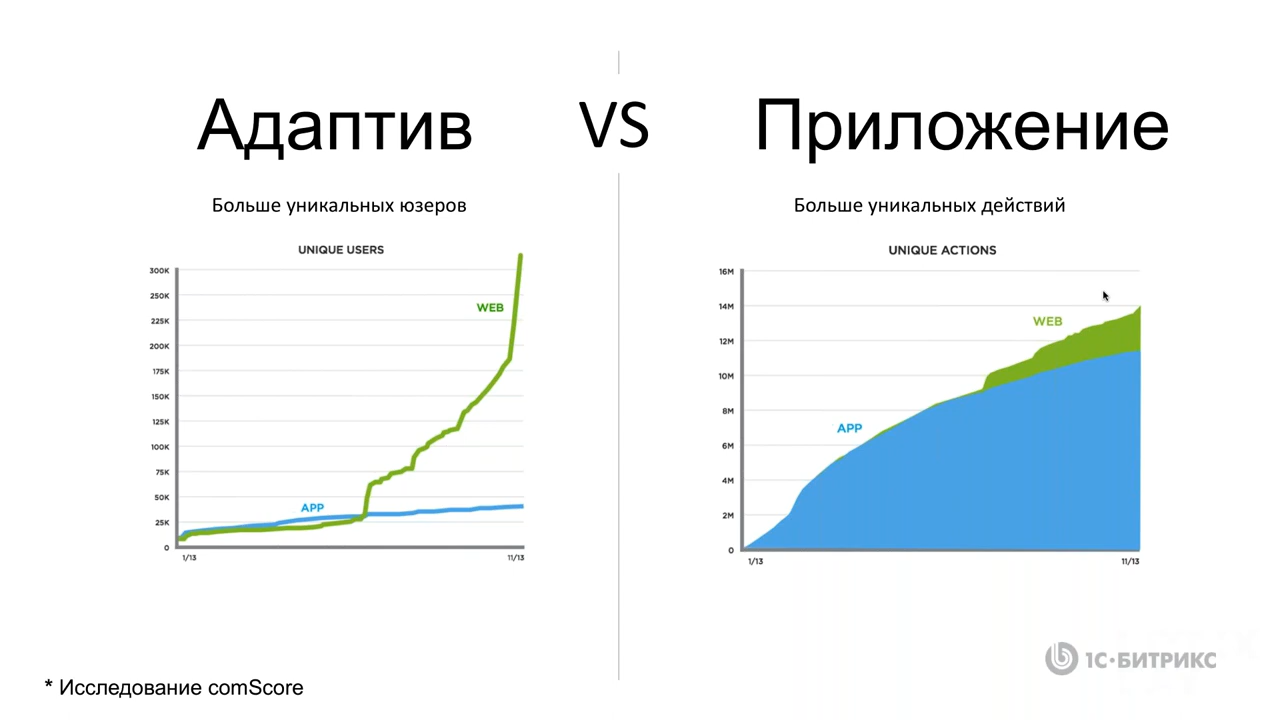 Адаптив VS Приложение
Больше уникальных юзеров
UNIQUE USERS
300K
250K
225K
200K
175K
150K
125K
100K
75K
50K
25K
0
WEB
APP
1/13 11/13
Больше уникальных действий
UNIQUE ACTIONS
16M
14M
12M
10M
8M
6M
4M
2M
0
WEB
APP
1/13 11/13
1С·БИТРИКС
* Исследование comScore